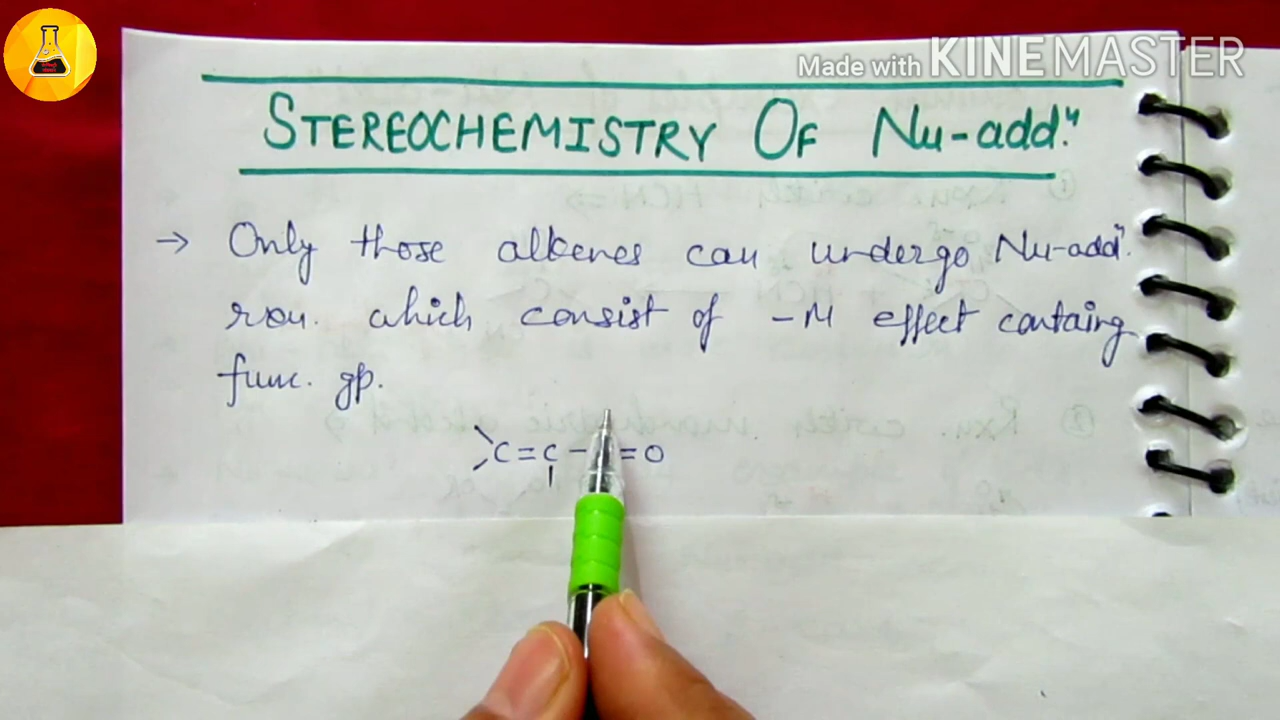 Made with KINEMASTER
STEREOCHEMISTRY OF Nu-addⁿ.
→ Only those alkenes can undergo Nu-addⁿ.
rxn. which consist of -M effect containg
func. gp.
C=C- =O